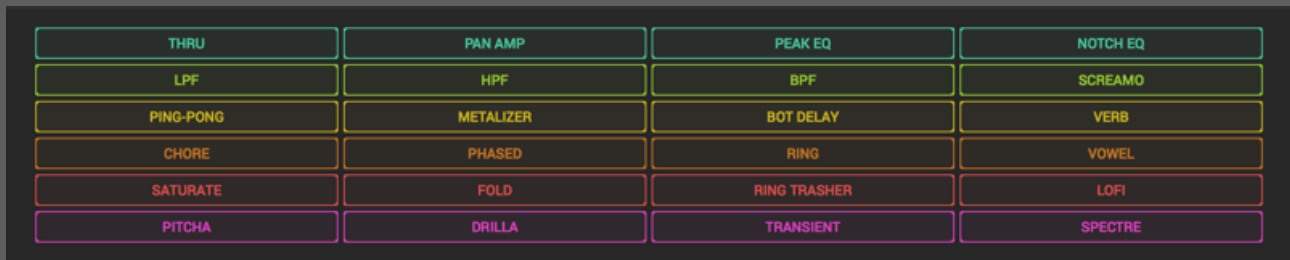 THRU PAN AMP PEAK EQ NOTCH EQ
LPF HPF BPF SCREAMO
PING-PONG METALIZER BOT DELAY VERB
CHORE PHASED RING VOWEL
SATURATE FOLD RING TRASHER LOFI
PITCHA DRILLA TRANSIENT SPECTRE